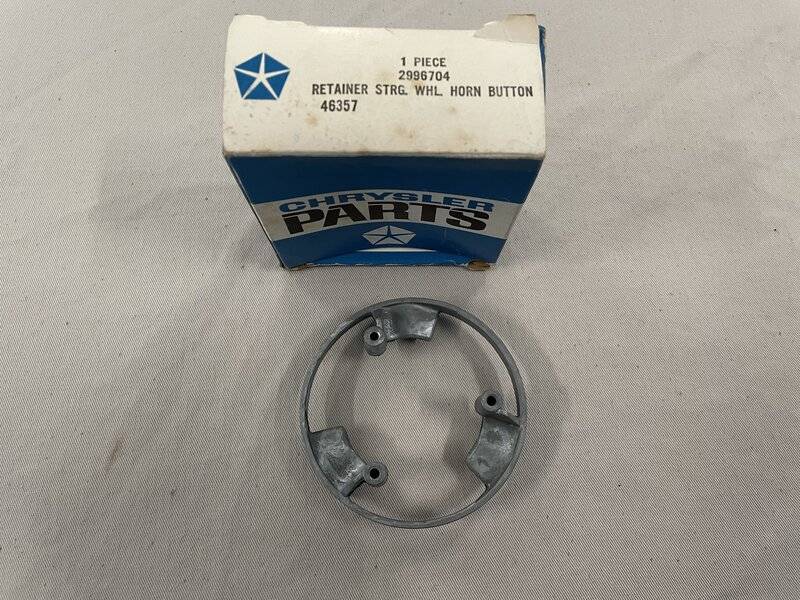 1 PIECE
2996704
RETAINER STRG. WHL. HORN BUTTON
46357
CHRYSLER
PARTS